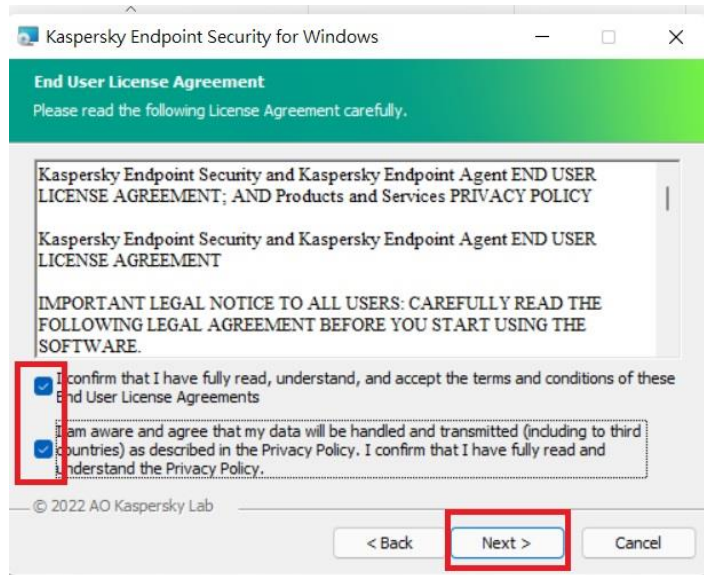 Kaspersky Endpoint Security for Windows
End User License Agreement
Please read the following License Agreement carefully.
Kaspersky Endpoint Security and Kaspersky Endpoint Agent END USER
LICENSE AGREEMENT; AND Products and Services PRIVACY POLICY
Kaspersky Endpoint Security and Kaspersky Endpoint Agent END USER
LICENSE AGREEMENT
IMPORTANT LEGAL NOTICE TO ALL USERS: CAREFULLY READ THE
FOLLOWING LEGAL AGREEMENT BEFORE YOU START USING THE
SOFTWARE.
I confirm that I have fully read, understand, and accept the terms and conditions of these
End User License Agreements
I am aware and agree that my data will be handled and transmitted (including to third
countries) as described in the Privacy Policy. I confirm that I have fully read and
understand the Privacy Policy.
© 2022 AO Kaspersky Lab
< Back Next > Cancel